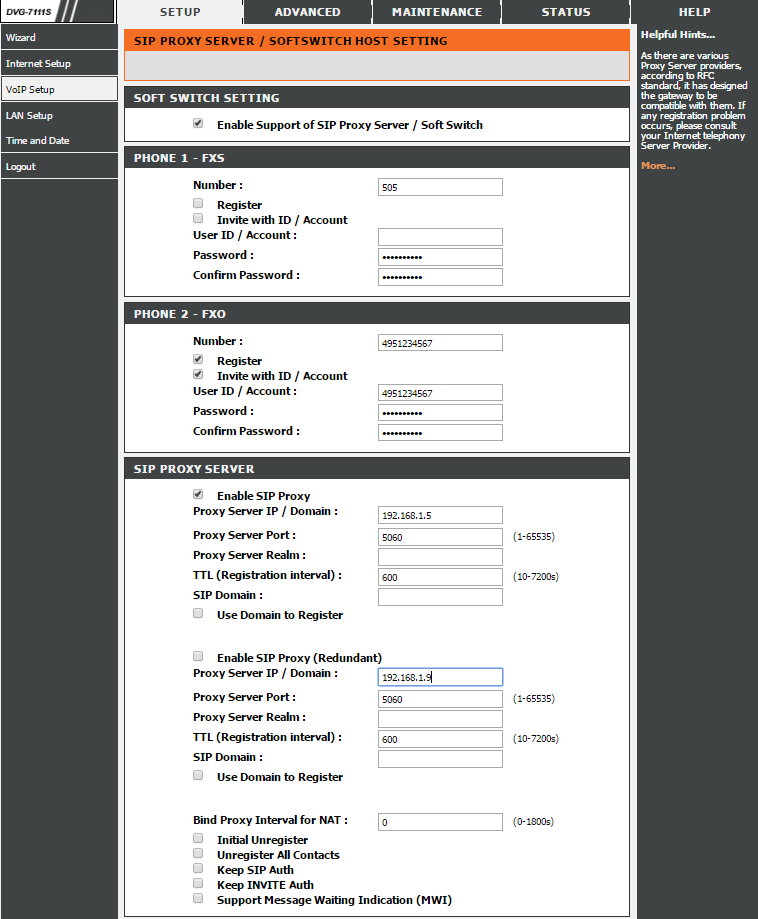 DVG-7111S
SETUP
ADVANCED
MAINTENANCE
STATUS
HELP
Wizard
Internet Setup
VoIP Setup
LAN Setup
Time and Date
Logout
SIP PROXY SERVER / SOFTSWITCH HOST SETTING
SOFT SWITCH SETTING
Enable Support of SIP Proxy Server / Soft Switch
PHONE 1 - FXS
Number : 505
Register
Invite with ID / Account
User ID / Account :
Password : ••••••••••
Confirm Password : ••••••••••
PHONE 2 - FXO
Number : 4951234567
Register
Invite with ID / Account
User ID / Account : 4951234567
Password : ••••••••••
Confirm Password : ••••••••••
SIP PROXY SERVER
Enable SIP Proxy
Proxy Server IP / Domain : 192.168.1.5
Proxy Server Port : 5060 (1-65535)
Proxy Server Realm :
TTL (Registration interval) : 600 (10-7200s)
SIP Domain :
Use Domain to Register
Enable SIP Proxy (Redundant)
Proxy Server IP / Domain : 192.168.1.9
Proxy Server Port : 5060 (1-65535)
Proxy Server Realm :
TTL (Registration interval) : 600 (10-7200s)
SIP Domain :
Use Domain to Register
Bind Proxy Interval for NAT : 0 (0-1800s)
Initial Unregister
Unregister All Contacts
Keep SIP Auth
Keep INVITE Auth
Support Message Waiting Indication (MWI)
Helpful Hints...
As there are various
Proxy Server providers,
according to RFC
standard, it has designed
the gateway to be
compatible with them. If
any registration problem
occurs, please consult
your Internet telephony
Server Provider.
More...